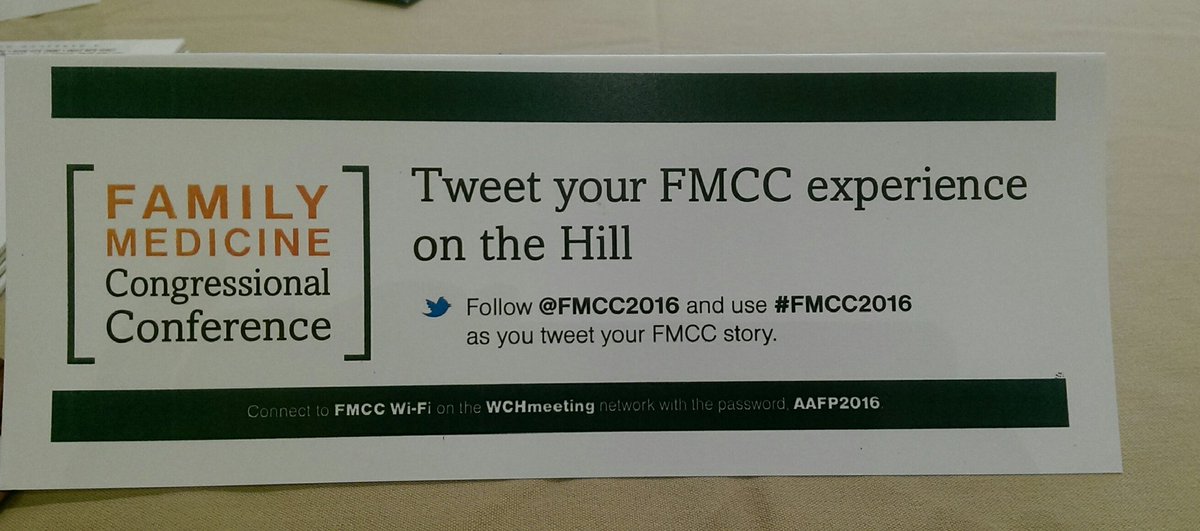 FAMILY
MEDICINE
Congressional
Conference
Tweet your FMCC experience
on the Hill
Follow @FMCC2016 and use #FMCC2016
as you tweet your FMCC story.
Connect to FMCC Wi-Fi on the WCHmeeting network with the password, AAFP2016.